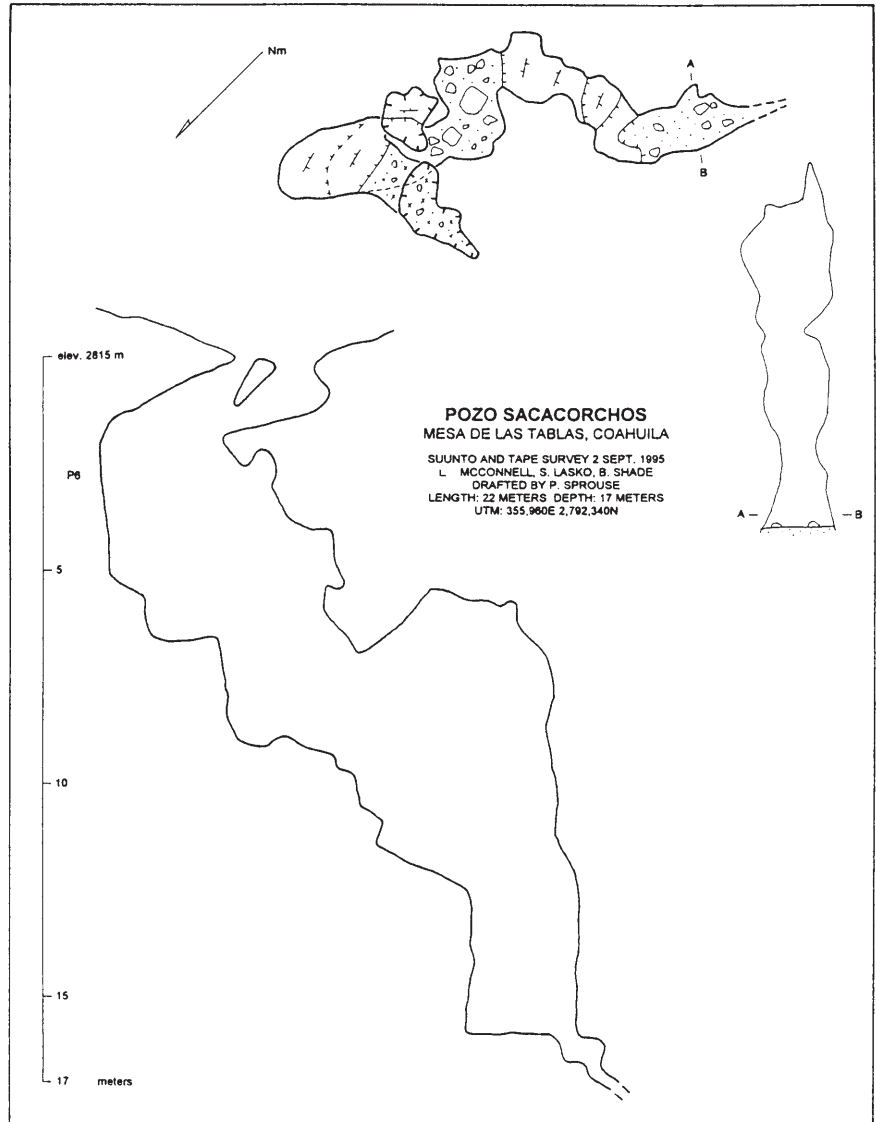 Nm
A
B
elev. 2815 m
POZO SACACORCHOS
MESA DE LAS TABLAS, COAHUILA
SUUNTO AND TAPE SURVEY 2 SEPT. 1995
L MCCONNELL, S. LASKO, B. SHADE
DRAFTED BY P. SPROUSE
LENGTH: 22 METERS DEPTH: 17 METERS
UTM: 355,960E 2,792,340N
P6
A B
5
10
15
17 meters